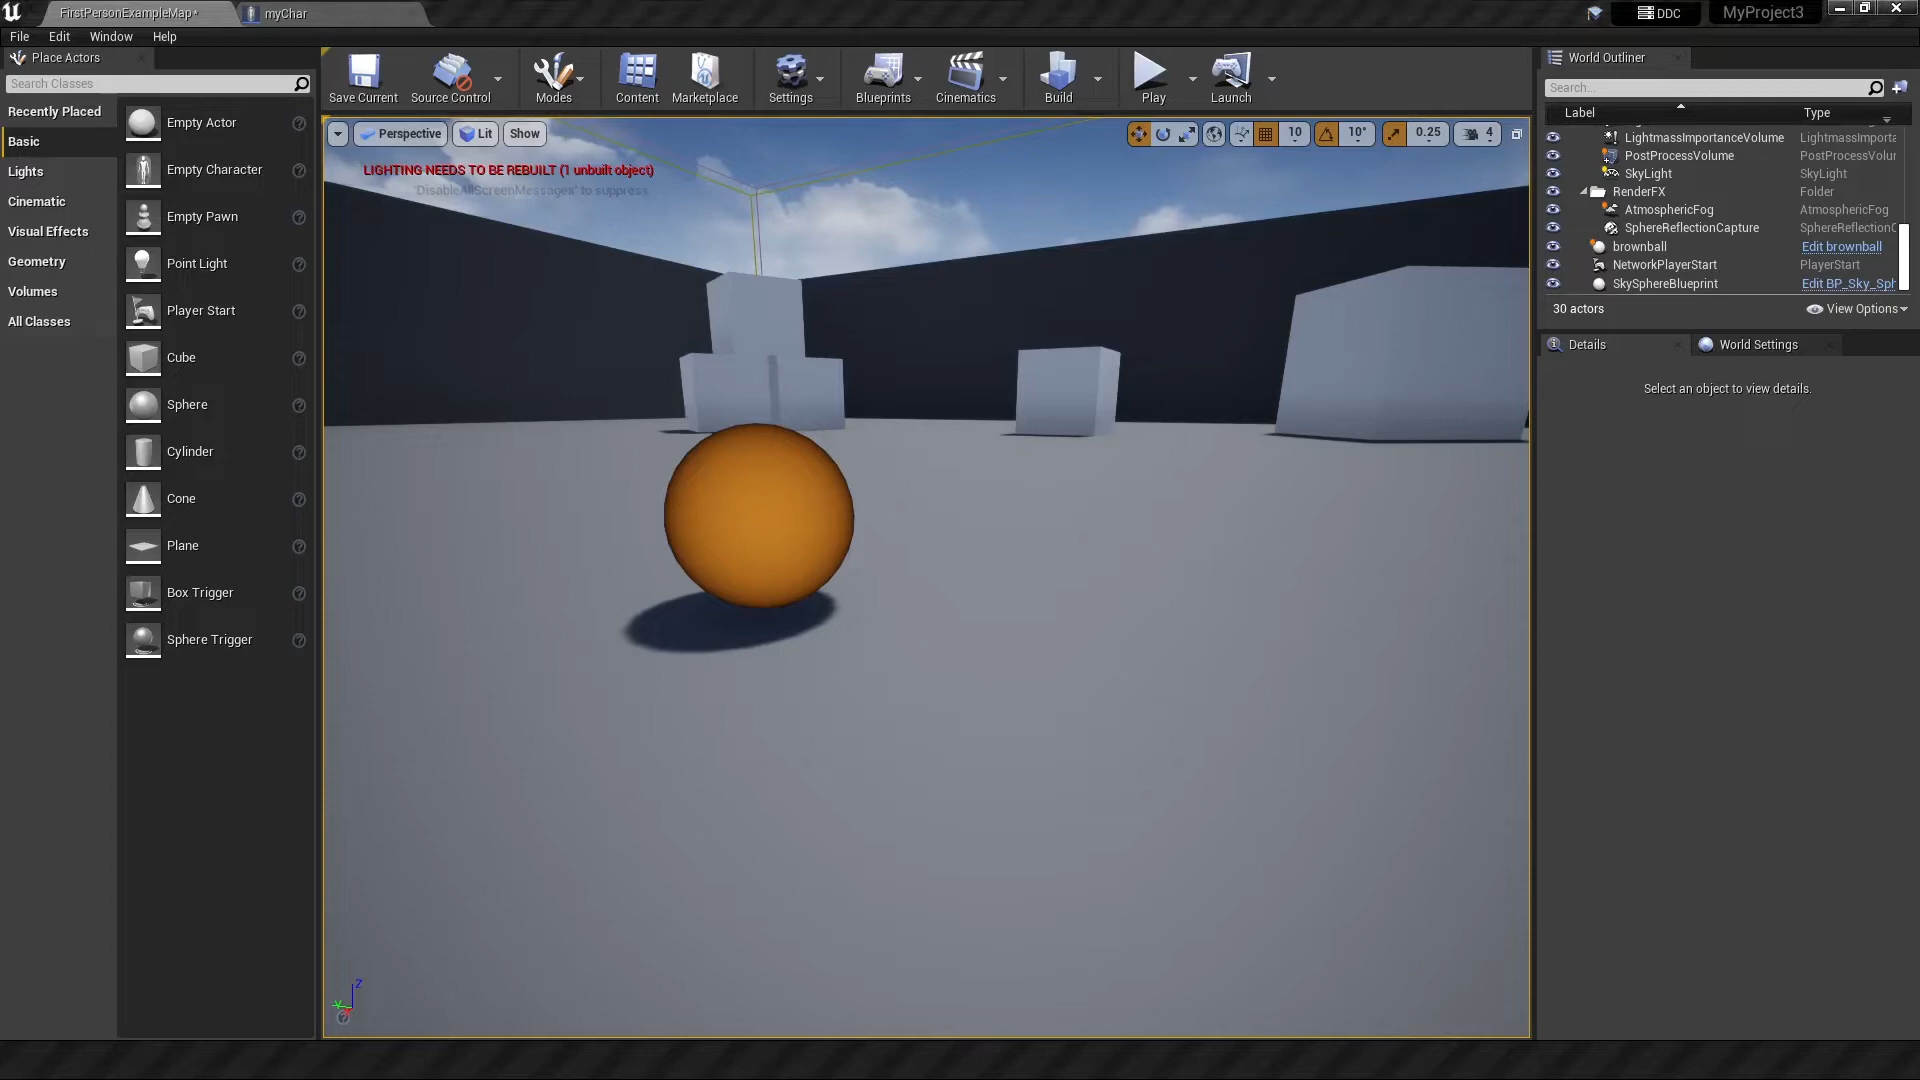 FirstPersonExampleMap*
myChar
DDC
MyProject3
File Edit Window Help
Place Actors
Search Classes
Recently Placed
Basic
Lights
Cinematic
Visual Effects
Geometry
Volumes
All Classes
Empty Actor
Empty Character
Empty Pawn
Point Light
Player Start
Cube
Sphere
Cylinder
Cone
Plane
Box Trigger
Sphere Trigger
Save Current
Source Control
Modes
Content
Marketplace
Settings
Blueprints
Cinematics
Build
Play
Launch
Perspective
Lit
Show
10
10°
0.25
4
LIGHTING NEEDS TO BE REBUILT (1 unbuilt object)
'DisableAllScreenMessages' to suppress
Z
Y
World Outliner
Search...
Label Type
LightmassImportanceVolume LightmassImporta
PostProcessVolume PostProcessVolur
SkyLight SkyLight
RenderFX Folder
AtmosphericFog AtmosphericFog
SphereReflectionCapture SphereReflectionC
brownball Edit brownball
NetworkPlayerStart PlayerStart
SkySphereBlueprint Edit BP_Sky_Sph
30 actors
View Options
Details
World Settings
Select an object to view details.